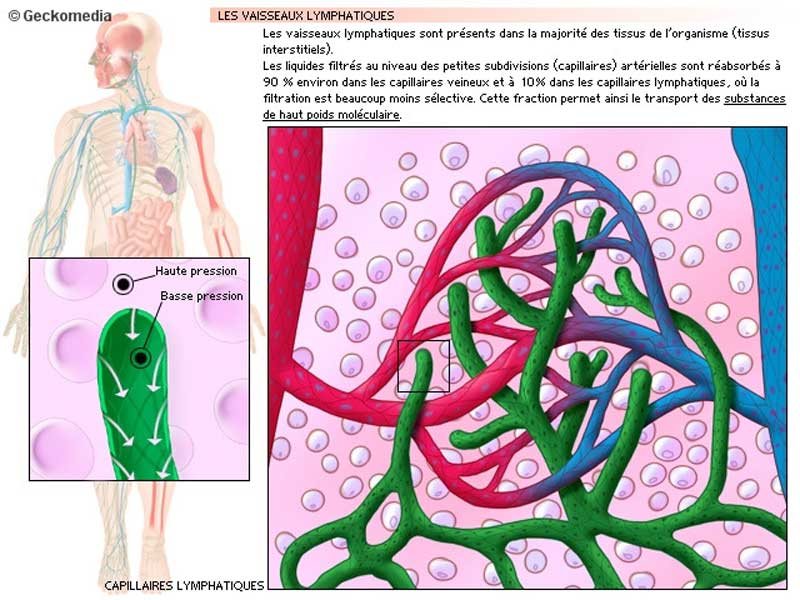 © Geckomedia
LES VAISSEAUX LYMPHATIQUES
Les vaisseaux lymphatiques sont présents dans la majorité des tissus de l'organisme (tissus
interstitiels).
Les liquides filtrés au niveau des petites subdivisions (capillaires) artérielles sont réabsorbés à
90 % environ dans les capillaires veineux et à 10% dans les capillaires lymphatiques, où la
filtration est beaucoup moins sélective. Cette fraction permet ainsi le transport des substances
de haut poids moléculaire.
Haute pression
Basse pression
CAPILLAIRES LYMPHATIQUES